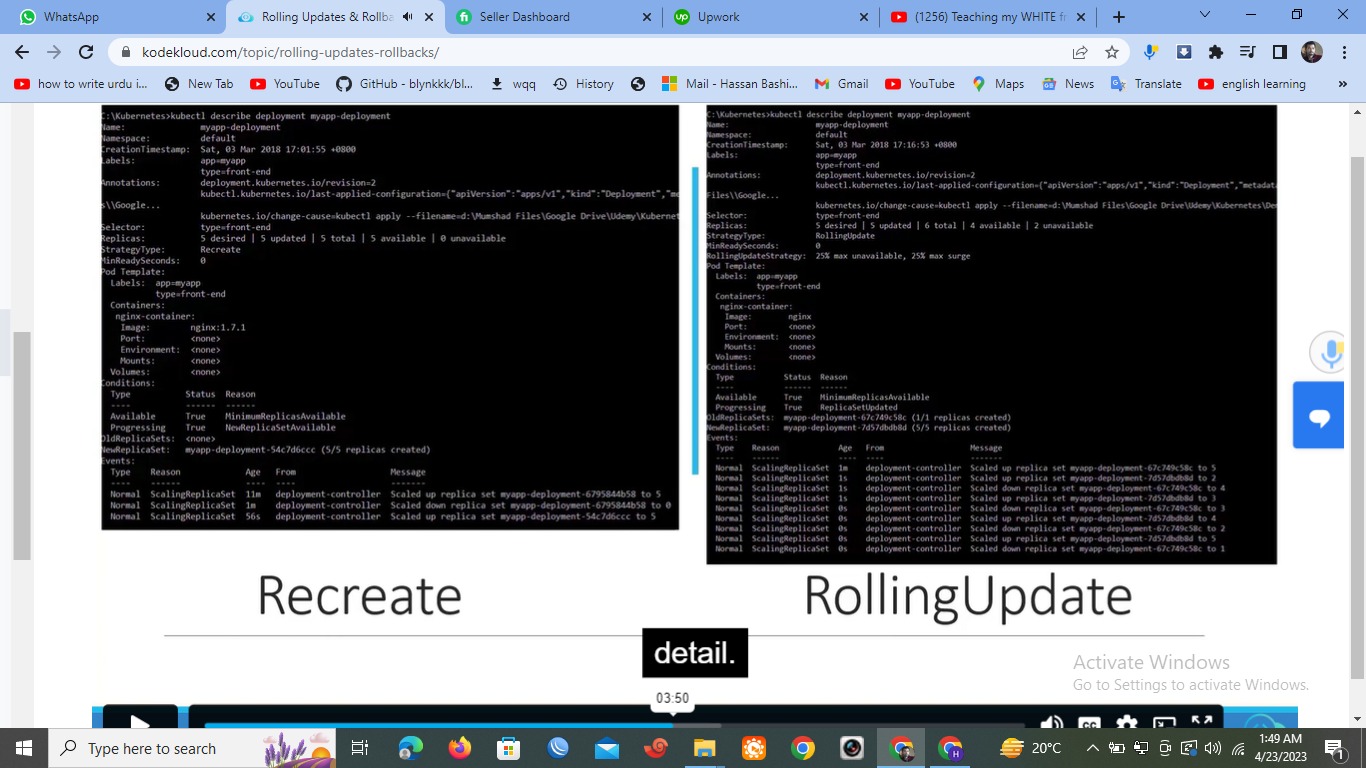 WhatsApp
Rolling Updates & Rollba
Seller Dashboard
Upwork
(1256) Teaching my WHITE fr
kodekloud.com/topic/rolling-updates-rollbacks/
how to write urdu i...
New Tab
YouTube
GitHub - blynkkk/bl...
wqq
History
Mail - Hassan Bashi...
Gmail
YouTube
Maps
News
Translate
english learning
C:\Kubernetes>kubectl describe deployment myapp-deployment
Name: myapp-deployment
Namespace: default
CreationTimestamp: Sat, 03 Mar 2018 17:01:55 +0800
Labels: app=myapp
type=front-end
Annotations: deployment.kubernetes.io/revision=2
kubectl.kubernetes.io/last-applied-configuration={"apiVersion":"apps/v1","kind":"Deployment","me
s\\Google...
kubernetes.io/change-cause=kubectl apply --filename=d:\Mumshad Files\Google Drive\Udemy\Kubernet
Selector: type=front-end
Replicas: 5 desired | 5 updated | 5 total | 5 available | 0 unavailable
StrategyType: Recreate
MinReadySeconds: 0
Pod Template:
Labels: app=myapp
type=front-end
Containers:
nginx-container:
Image: nginx:1.7.1
Port: <none>
Environment: <none>
Mounts: <none>
Volumes: <none>
Conditions:
Type Status Reason
---- ------ ------
Available True MinimumReplicasAvailable
Progressing True NewReplicaSetAvailable
OldReplicaSets: <none>
NewReplicaSet: myapp-deployment-54c7d6ccc (5/5 replicas created)
Events:
Type Reason Age From Message
---- ------ ---- ---- -------
Normal ScalingReplicaSet 11m deployment-controller Scaled up replica set myapp-deployment-6795844b58 to 5
Normal ScalingReplicaSet 1m deployment-controller Scaled down replica set myapp-deployment-6795844b58 to 0
Normal ScalingReplicaSet 56s deployment-controller Scaled up replica set myapp-deployment-54c7d6ccc to 5
Recreate
C:\Kubernetes>kubectl describe deployment myapp-deployment
Name: myapp-deployment
Namespace: default
CreationTimestamp: Sat, 03 Mar 2018 17:16:53 +0800
Labels: app=myapp
type=front-end
Annotations: deployment.kubernetes.io/revision=2
kubectl.kubernetes.io/last-applied-configuration={"apiVersion":"apps/v1","kind":"Deployment","metadata
Files\\Google...
kubernetes.io/change-cause=kubectl apply --filename=d:\Mumshad Files\Google Drive\Udemy\Kubernetes\Dem
Selector: type=front-end
Replicas: 5 desired | 5 updated | 6 total | 4 available | 2 unavailable
StrategyType: RollingUpdate
MinReadySeconds: 0
RollingUpdateStrategy: 25% max unavailable, 25% max surge
Pod Template:
Labels: app=myapp
type=front-end
Containers:
nginx-container:
Image: nginx
Port: <none>
Environment: <none>
Mounts: <none>
Volumes: <none>
Conditions:
Type Status Reason
---- ------ ------
Available True MinimumReplicasAvailable
Progressing True ReplicaSetUpdated
OldReplicaSets: myapp-deployment-67c749c58c (1/1 replicas created)
NewReplicaSet: myapp-deployment-7d57dbdb8d (5/5 replicas created)
Events:
Type Reason Age From Message
---- ------ ---- ---- -------
Normal ScalingReplicaSet 1m deployment-controller Scaled up replica set myapp-deployment-67c749c58c to 5
Normal ScalingReplicaSet 1s deployment-controller Scaled up replica set myapp-deployment-7d57dbdb8d to 2
Normal ScalingReplicaSet 1s deployment-controller Scaled down replica set myapp-deployment-67c749c58c to 4
Normal ScalingReplicaSet 1s deployment-controller Scaled up replica set myapp-deployment-7d57dbdb8d to 3
Normal ScalingReplicaSet 0s deployment-controller Scaled down replica set myapp-deployment-67c749c58c to 3
Normal ScalingReplicaSet 0s deployment-controller Scaled up replica set myapp-deployment-7d57dbdb8d to 4
Normal ScalingReplicaSet 0s deployment-controller Scaled down replica set myapp-deployment-67c749c58c to 2
Normal ScalingReplicaSet 0s deployment-controller Scaled up replica set myapp-deployment-7d57dbdb8d to 5
Normal ScalingReplicaSet 0s deployment-controller Scaled down replica set myapp-deployment-67c749c58c to 1
RollingUpdate
detail.
Activate Windows
Go to Settings to activate Windows.
03:50
CC
Type here to search
20°C
1:49 AM
4/23/2023